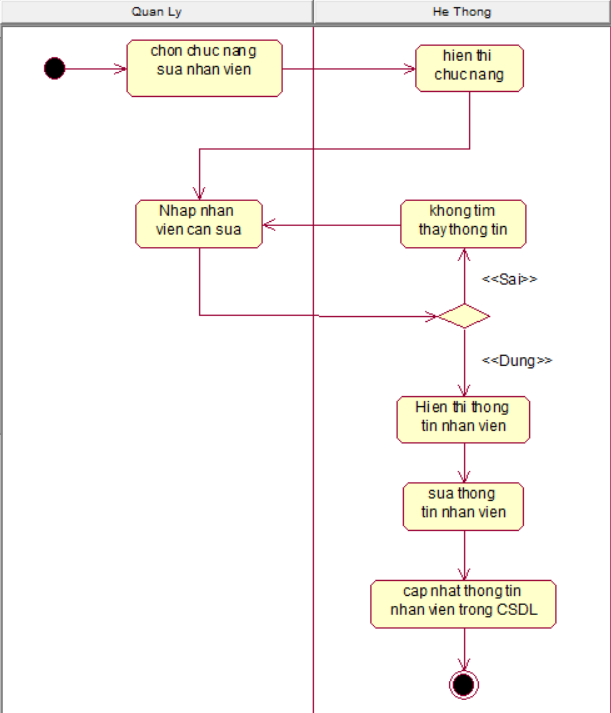 Quan Ly
He Thong
chon chuc nang
sua nhan vien
hien thi
chuc nang
Nhap nhan
vien can sua
khong tim
thay thong tin
<<Sai>>
<<Dung>>
Hien thi thong
tin nhan vien
sua thong
tin nhan vien
cap nhat thong tin
nhan vien trong CSDL